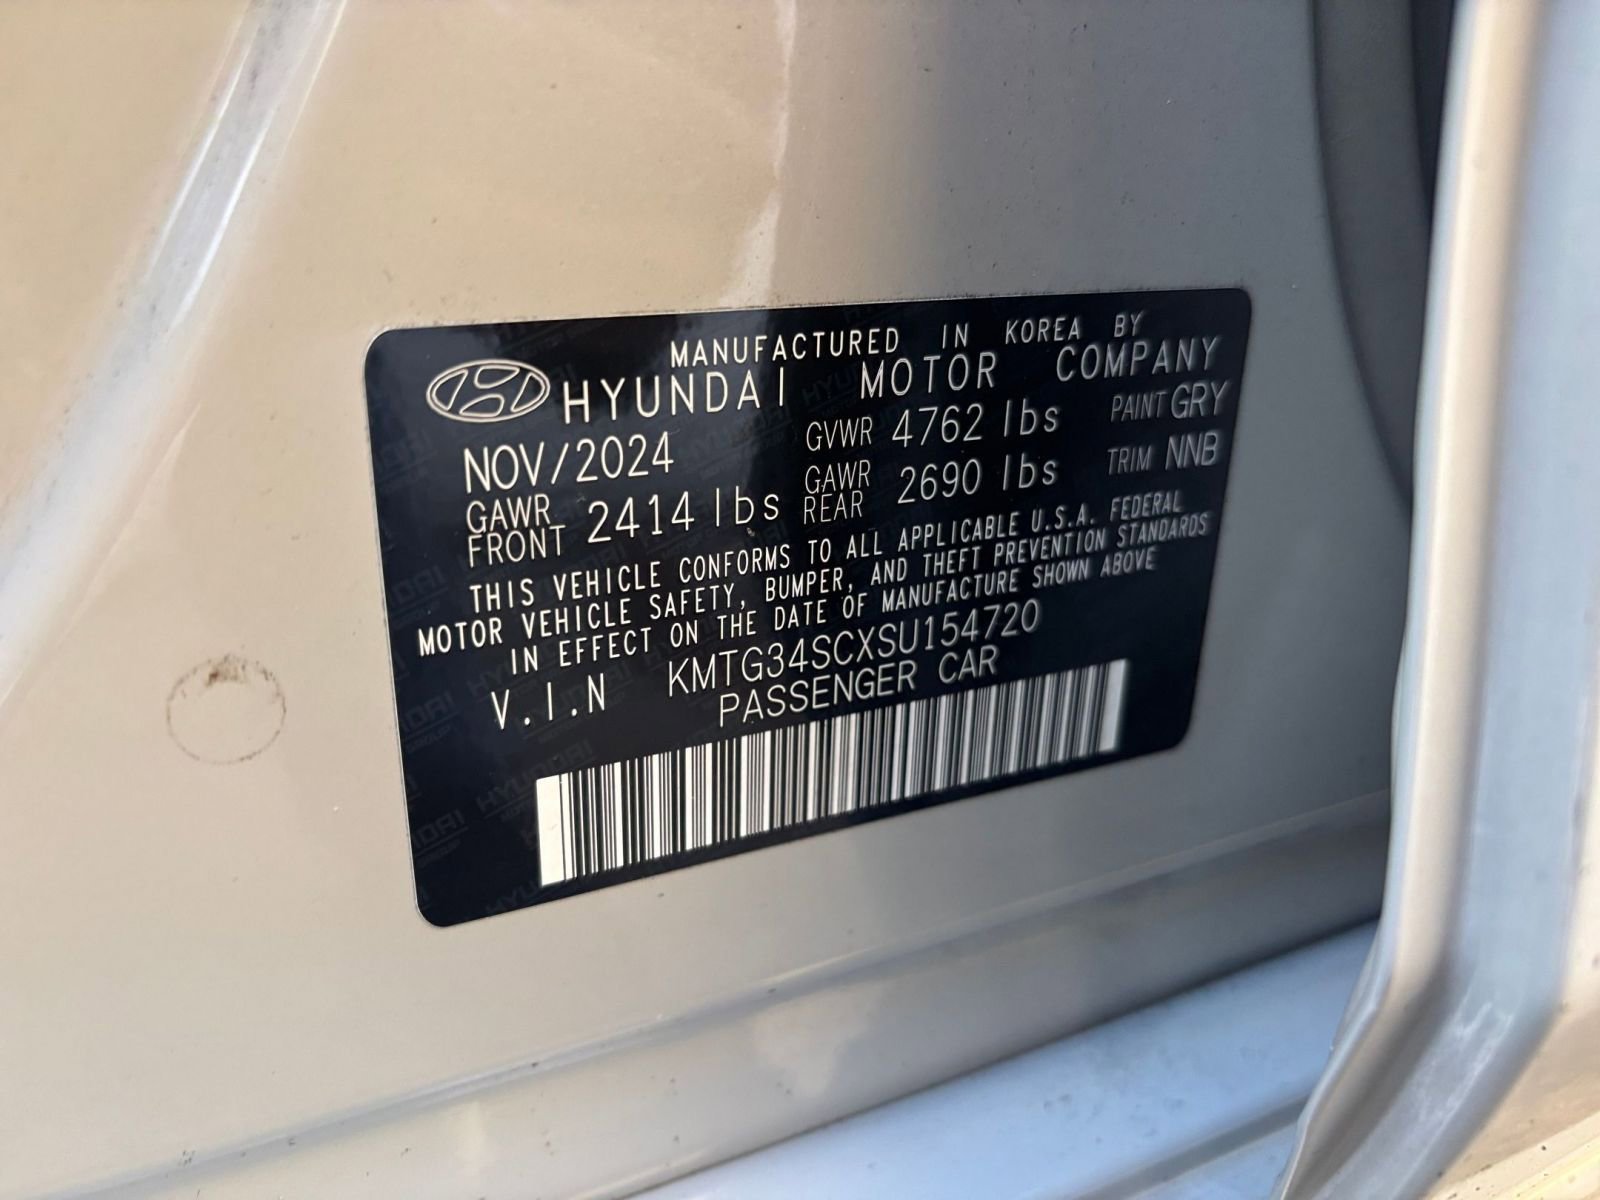 MANUFACTURED IN KOREA BY
HYUNDAI MOTOR COMPANY
NOV/2024 GVWR 4762 lbs PAINT GRY
GAWR FRONT 2414 lbs GAWR REAR 2690 lbs TRIM NNB
THIS VEHICLE CONFORMS TO ALL APPLICABLE U.S.A. FEDERAL
MOTOR VEHICLE SAFETY, BUMPER, AND THEFT PREVENTION STANDARDS
IN EFFECT ON THE DATE OF MANUFACTURE SHOWN ABOVE
V.I.N KMTG34SCXSU154720
PASSENGER CAR